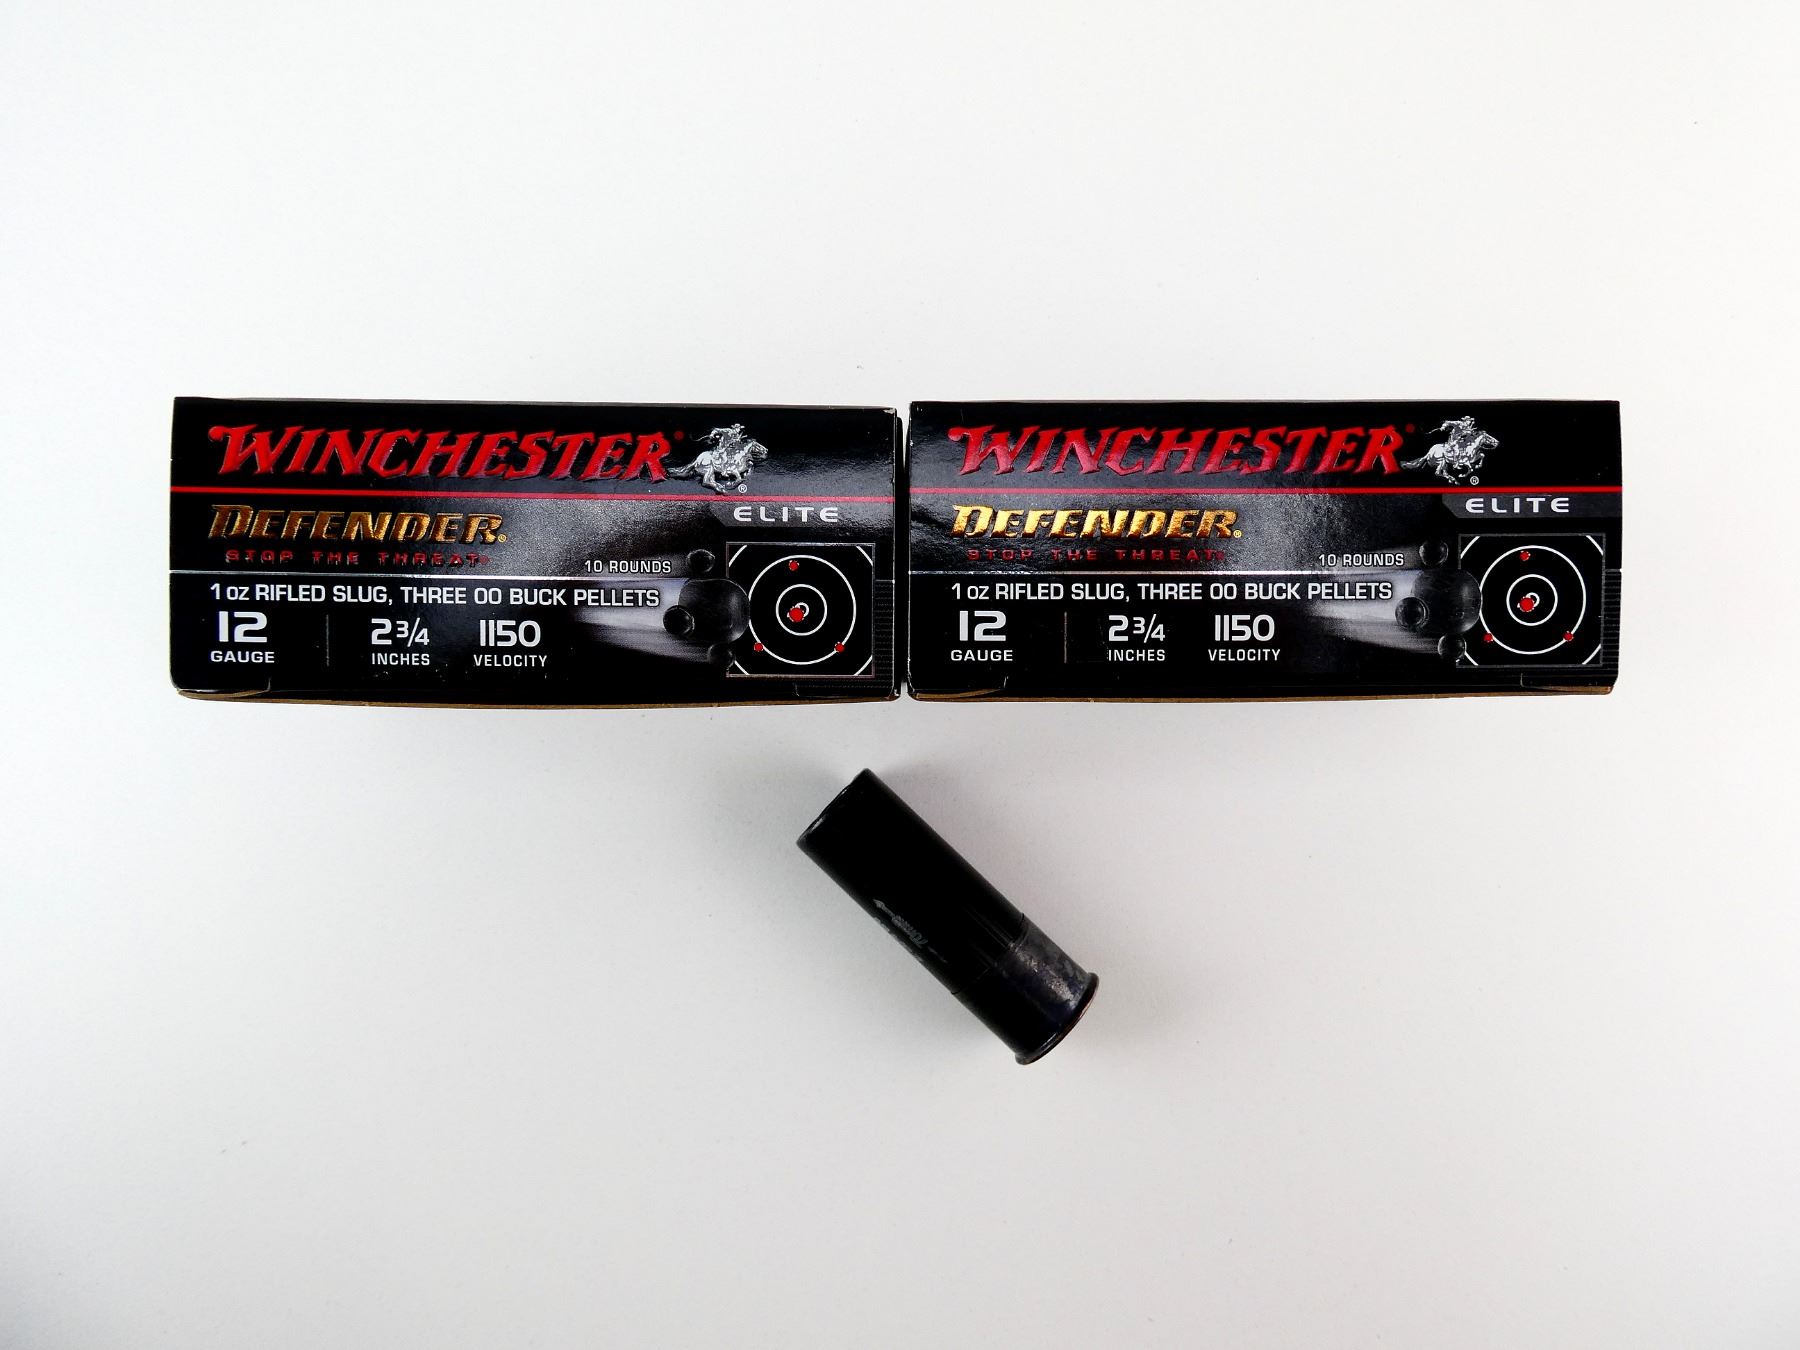 WINCHESTER®
®
ELITE
DEFENDER®
STOP THE THREAT
10 ROUNDS
1 OZ RIFLED SLUG, THREE 00 BUCK PELLETS
12
GAUGE
2 3/4
INCHES
1150
VELOCITY
WINCHESTER®
®
ELITE
DEFENDER®
STOP THE THREAT
10 ROUNDS
1 OZ RIFLED SLUG, THREE 00 BUCK PELLETS
12
GAUGE
2 3/4
INCHES
1150
VELOCITY